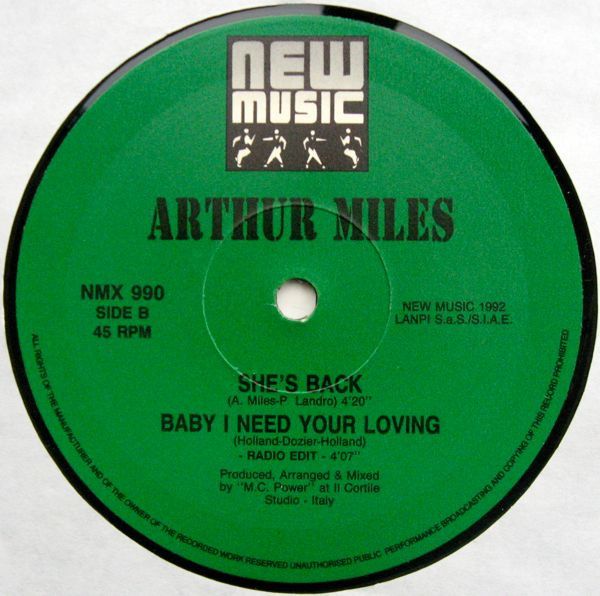 NEW
MUSIC
ARTHUR MILES
NMX 990
SIDE B
45 RPM
NEW MUSIC 1992
LANPI S.a.S./S.I.A.E.
SHE'S BACK
(A. Miles-P. Landro) 4'20"
BABY I NEED YOUR LOVING
(Holland-Dozier-Holland)
- RADIO EDIT - 4'07"
Produced, Arranged & Mixed
by "M.C. Power" at Il Cortile
Studio - Italy
ALL RIGHTS OF THE MANUFACTURER AND OF THE OWNER OF THE RECORDED WORK RESERVED UNAUTHORISED PUBLIC PERFORMANCE BROADCASTING AND COPYING OF THIS RECORD PROHIBITED